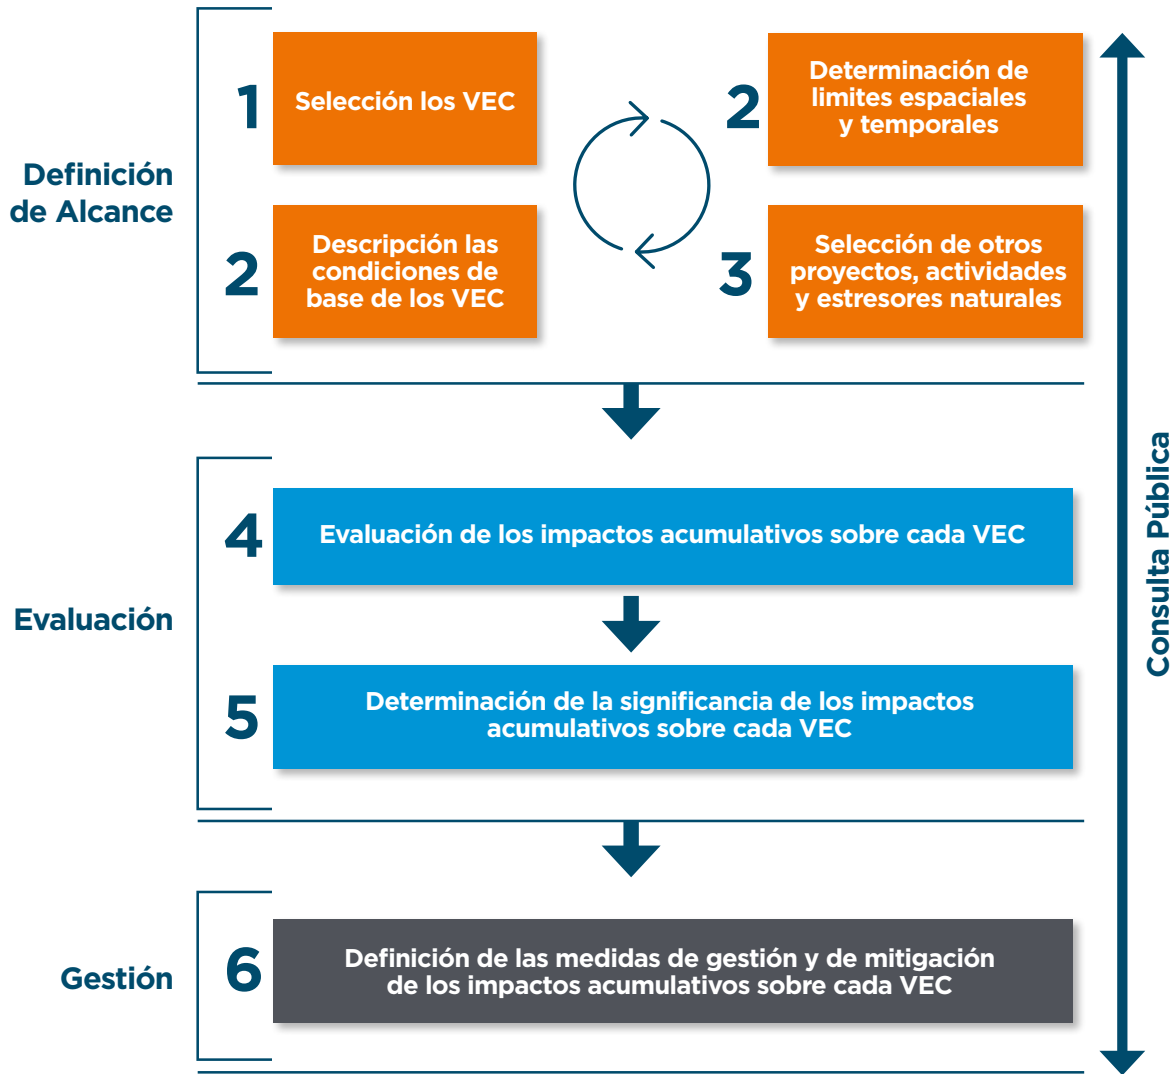 Definición
de Alcance
1
Selección los VEC
2
Determinación de
limites espaciales
y temporales
2
Descripción las
condiciones de
base de los VEC
3
Selección de otros
proyectos, actividades
y estresores naturales
Evaluación
4
Evaluación de los impactos acumulativos sobre cada VEC
5
Determinación de la significancia de los impactos
acumulativos sobre cada VEC
Gestión
6
Definición de las medidas de gestión y de mitigación
de los impactos acumulativos sobre cada VEC
Consulta Pública